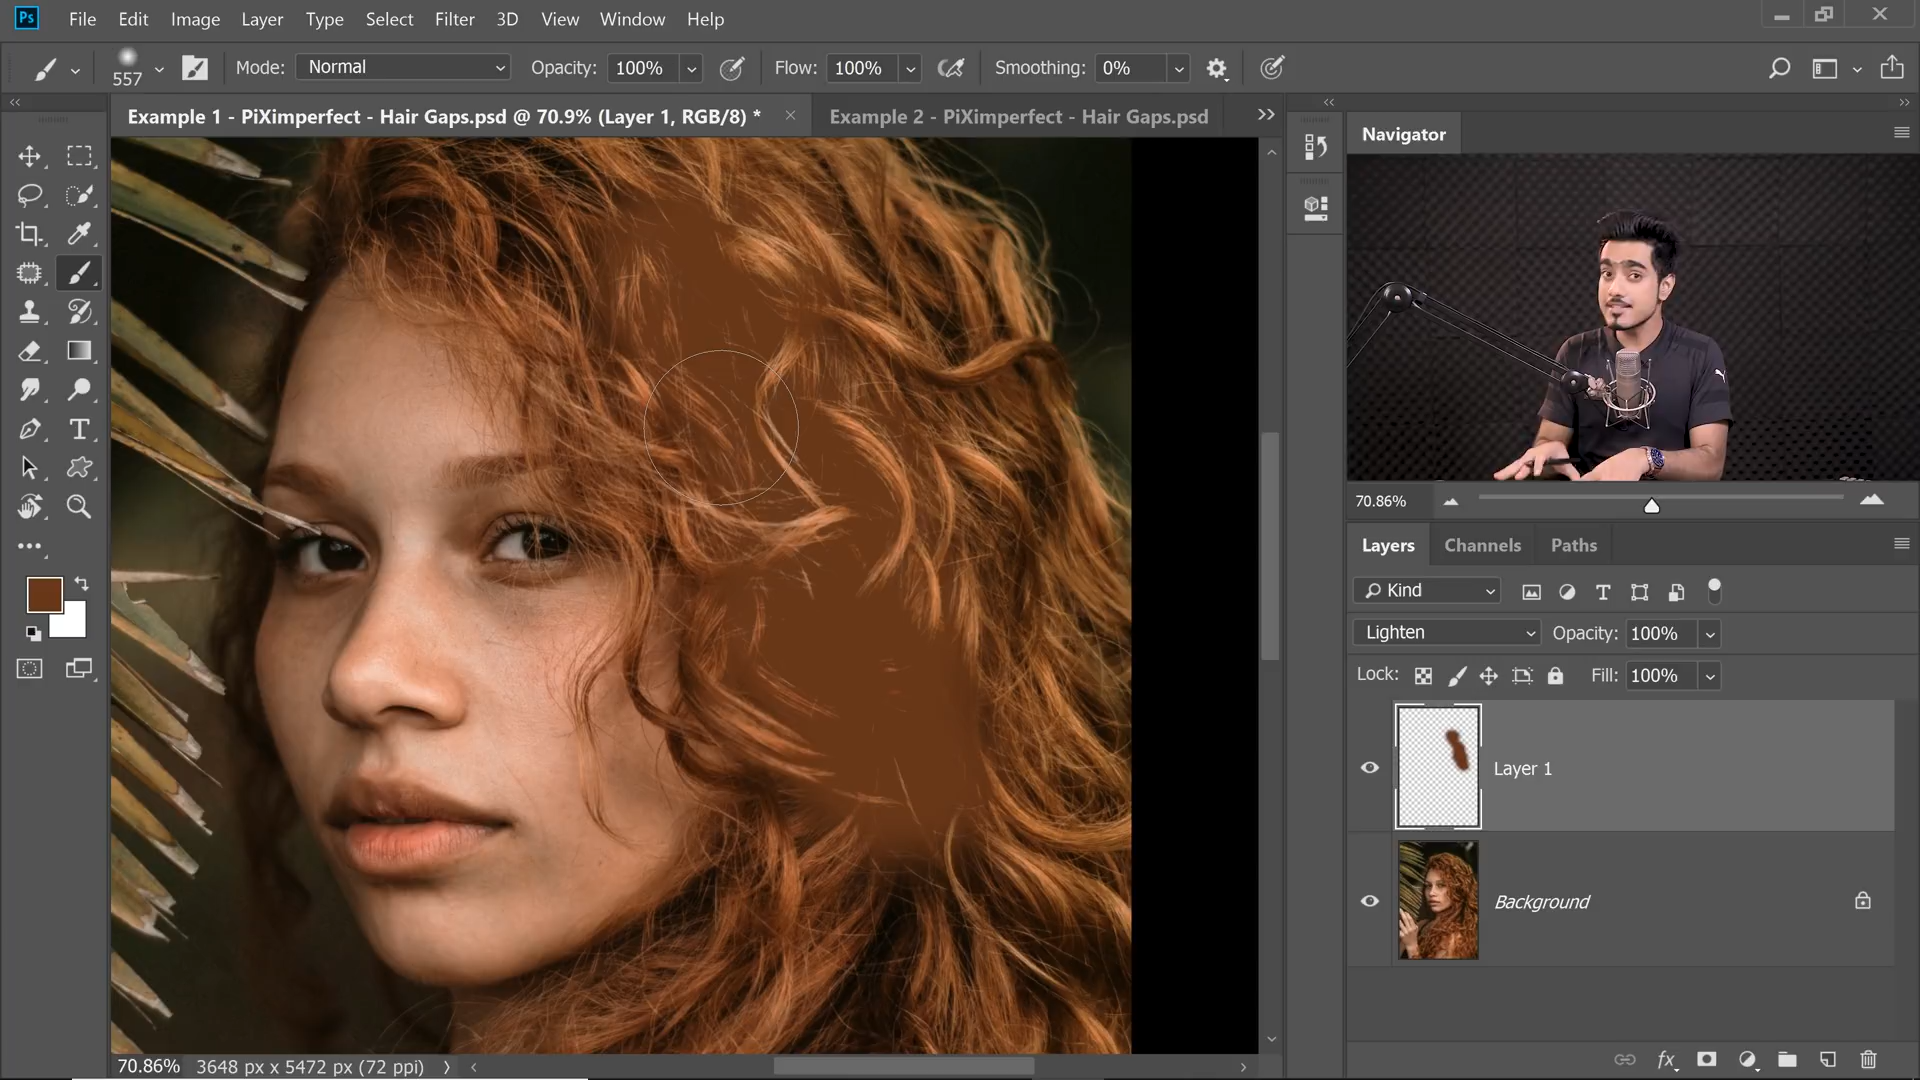 Ps File Edit Image Layer Type Select Filter 3D View Window Help
557 Mode: Normal Opacity: 100% Flow: 100% Smoothing: 0%
Example 1 - PiXimperfect - Hair Gaps.psd @ 70.9% (Layer 1, RGB/8) * Example 2 - PiXimperfect - Hair Gaps.psd
Navigator
70.86%
Layers Channels Paths
Kind
Lighten Opacity: 100%
Lock: Fill: 100%
Layer 1
Background
70.86% 3648 px x 5472 px (72 ppi)
fx